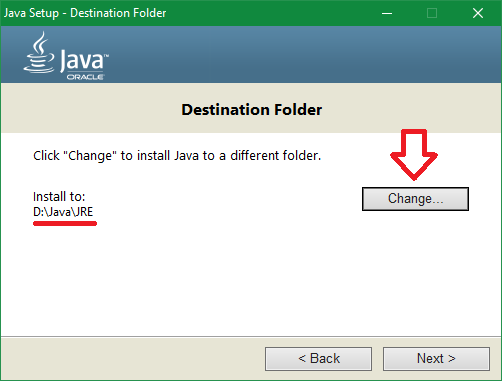 Java Setup - Destination Folder
Java™
ORACLE
Destination Folder
Click "Change" to install Java to a different folder.
Install to:
D:\Java\JRE
Change...
< Back
Next >